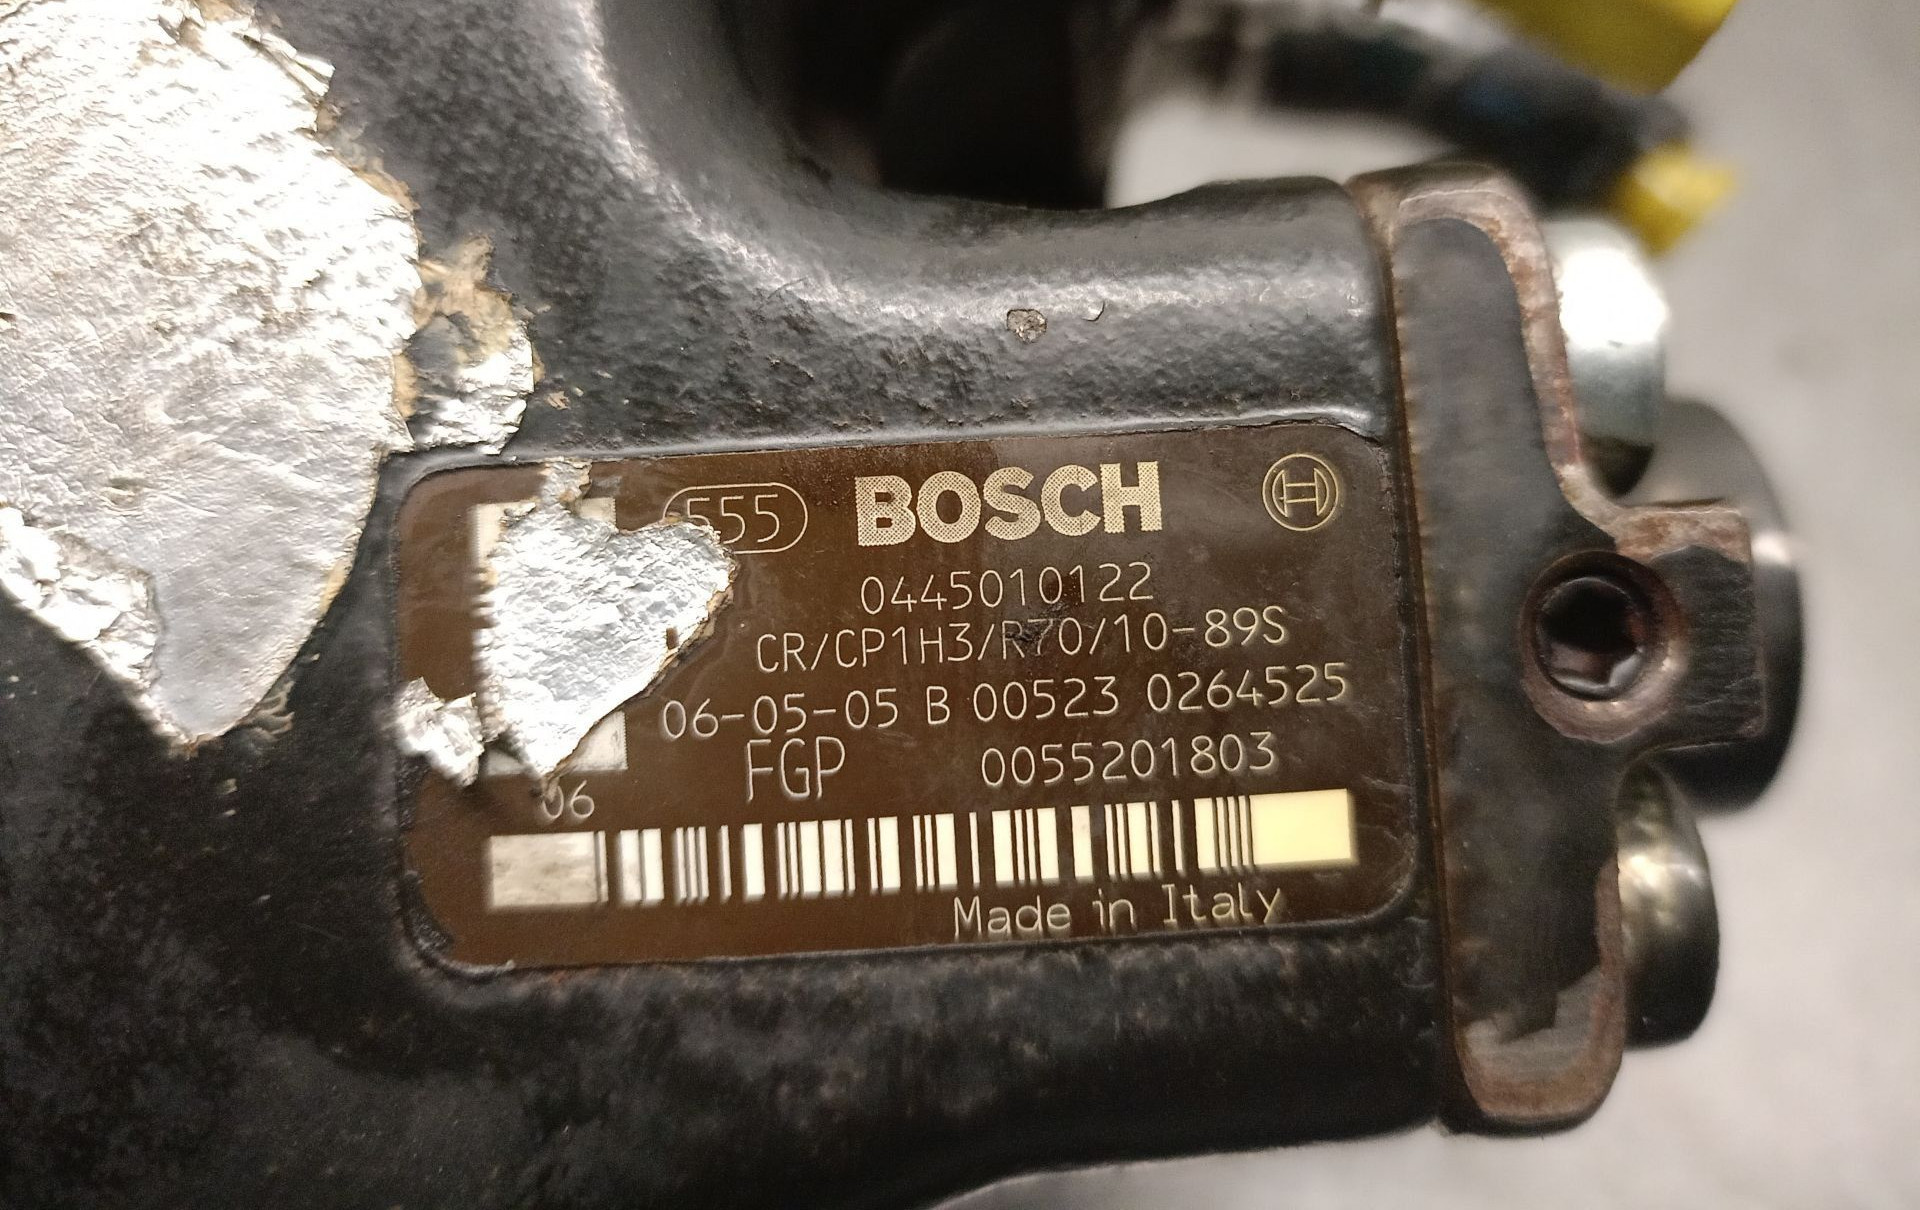 555 BOSCH
0445010122
CR/CP1H3/R70/10-89S
06-05-05 B 00523 0264525
FGP 0055201803
06
Made in Italy